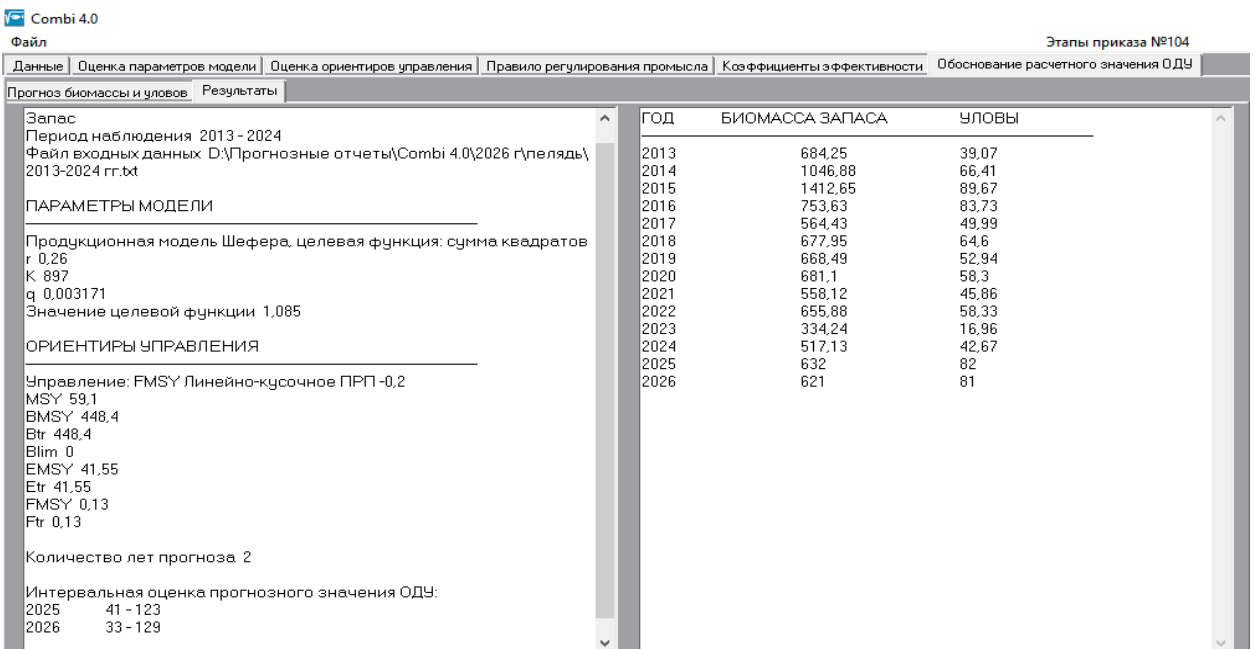 Combi 4.0
Файл Этапы приказа №104
Данные Оценка параметров модели Оценка ориентиров управления Правило регулирования промысла Коэффициенты эффективности Обоснование расчетного значения ОДУ
Прогноз биомассы и уловов Результаты
Запас
Период наблюдения 2013 - 2024
Файл входных данных D:\Прогнозные отчеты\Combi 4.0\2026 г\пелядь\
2013-2024 гг.txt
ПАРАМЕТРЫ МОДЕЛИ
Продукционная модель Шефера, целевая функция: сумма квадратов
r 0,26
K 897
q 0,003171
Значение целевой функции 1,085
ОРИЕНТИРЫ УПРАВЛЕНИЯ
Управление: FMSY Линейно-кусочное ПРП -0,2
MSY 59,1
BMSY 448,4
Btr 448,4
Blim 0
EMSY 41,55
Etr 41,55
FMSY 0,13
Ftr 0,13
Количество лет прогноза 2
Интервальная оценка прогнозного значения ОДУ:
2025 41 - 123
2026 33 - 129
ГОД БИОМАССА ЗАПАСА УЛОВЫ
2013 684,25 39,07
2014 1046,88 66,41
2015 1412,65 89,67
2016 753,63 83,73
2017 564,43 49,99
2018 677,95 64,6
2019 668,49 52,94
2020 681,1 58,3
2021 558,12 45,86
2022 655,88 58,33
2023 334,24 16,96
2024 517,13 42,67
2025 632 82
2026 621 81